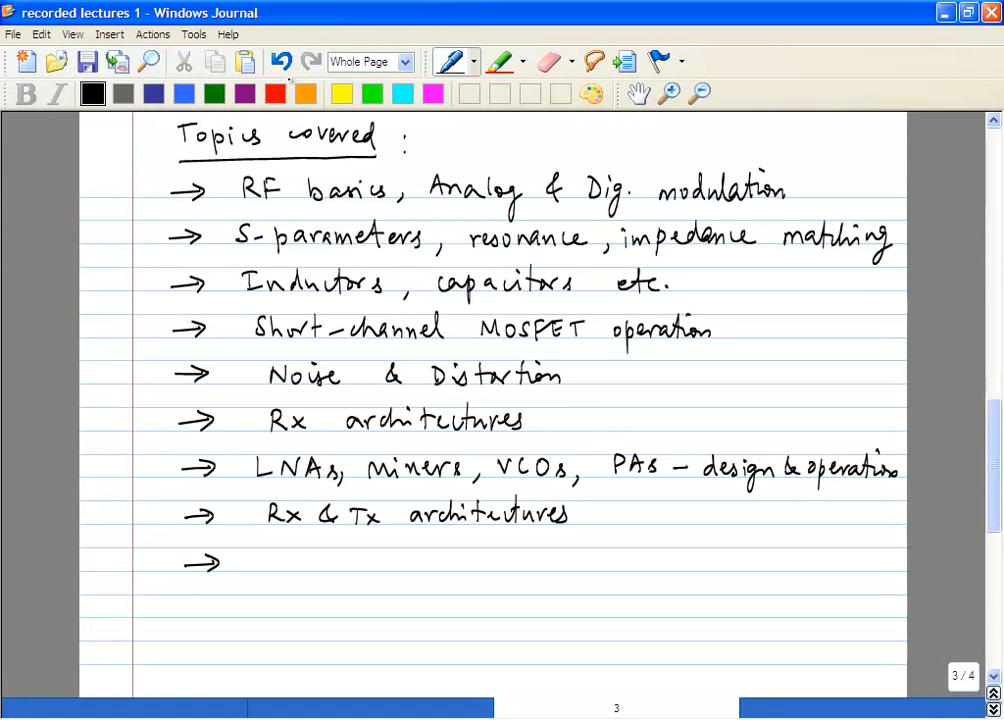 recorded lectures 1 - Windows Journal
File Edit View Insert Actions Tools Help
Whole Page
B I
Topics covered :
→ RF basics, Analog & Dig. modulation
→ S-parameters, resonance, impedance matching
→ Inductors, capacitors etc.
→ Short-channel MOSFET operation
→ Noise & Distortion
→ Rx architectures
→ LNAs, mixers, VCOs, PAs - design & operation
→ Rx & Tx architectures
→
3 / 4
3